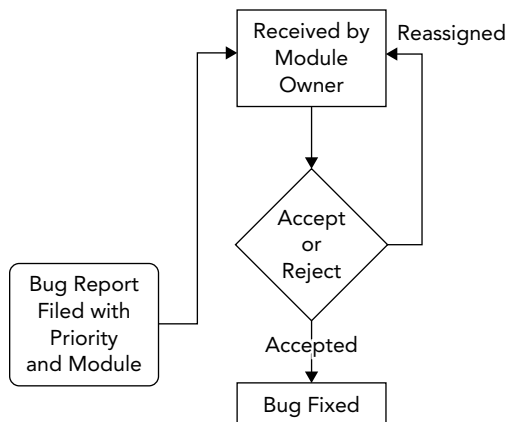 Received by
Module
Owner
Reassigned
Accept
or
Reject
Bug Report
Filed with
Priority
and Module
Accepted
Bug Fixed